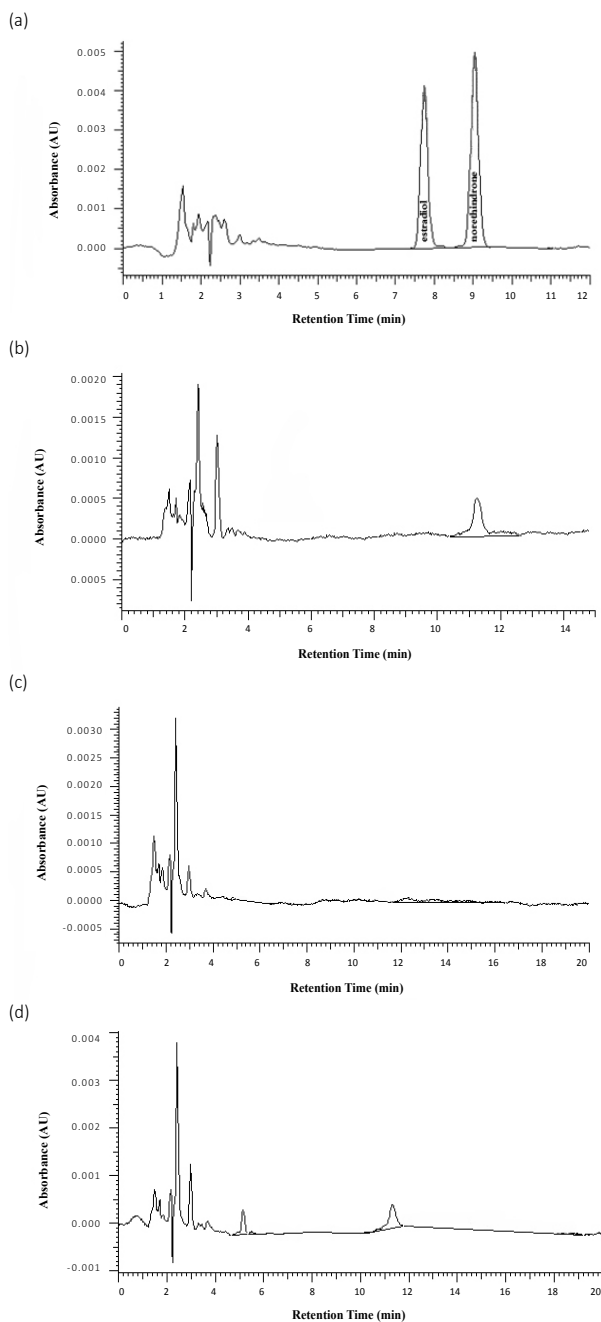 (a)
0.005
0.004
0.003
0.002
0.001
0.000
Absorbance (AU)
estradiol
norethindrone
0 1 2 3 4 5 6 7 8 9 10 11 12
Retention Time (min)
(b)
0.0020
0.0015
0.0010
0.0005
0.0000
0.0005
Absorbance (AU)
0 2 4 6 8 10 12 14
Retention Time (min)
(c)
0.0030
0.0025
0.0020
0.0015
0.0010
0.0005
0.0000
-0.0005
Absorbance (AU)
0 2 4 6 8 10 12 14 16 18 20
Retention Time (min)
(d)
0.004
0.003
0.002
0.001
0.000
-0.001
Absorbance (AU)
0 2 4 6 8 10 12 14 16 18 20
Retention Time (min)